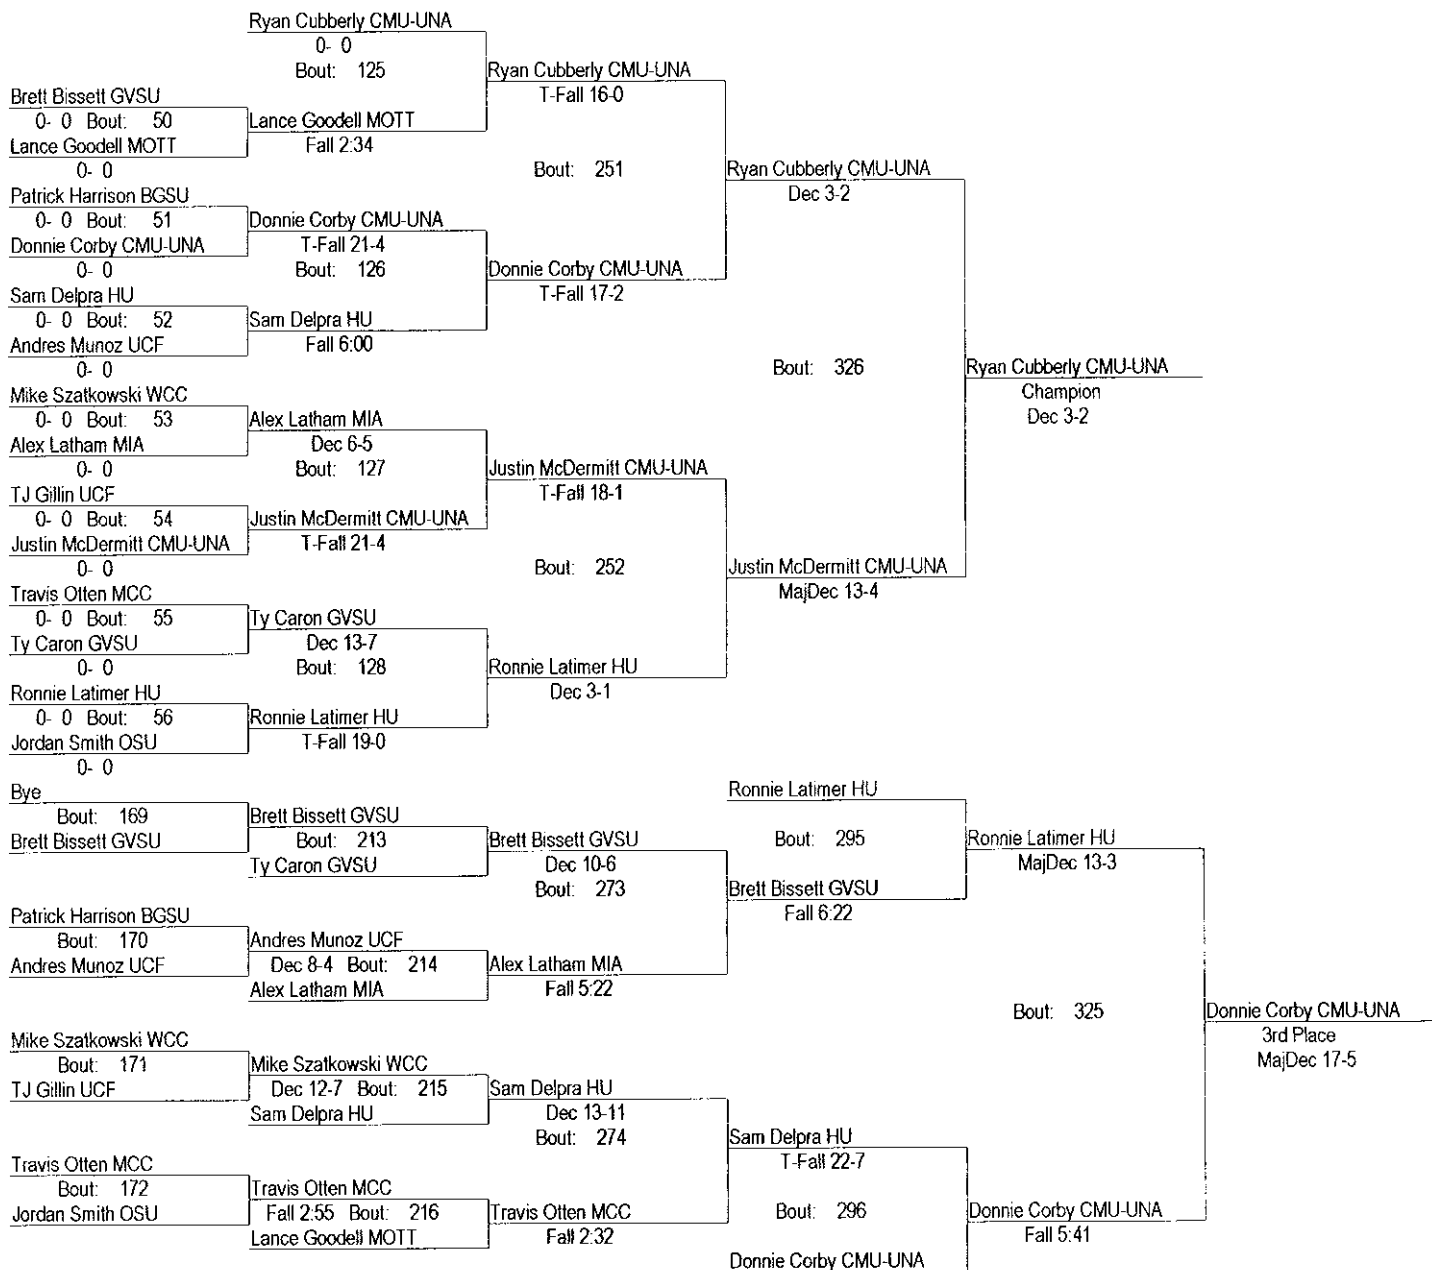 Ryan Cubberly CMU-UNA
0- 0
Bout: 125
Ryan Cubberly CMU-UNA
T-Fall 16-0
Brett Bissett GVSU
0- 0 Bout: 50
Lance Goodell MOTT
Fall 2:34
Lance Goodell MOTT
0- 0
Bout: 251
Ryan Cubberly CMU-UNA
Dec 3-2
Patrick Harrison BGSU
0- 0 Bout: 51
Donnie Corby CMU-UNA
T-Fall 21-4
Donnie Corby CMU-UNA
0- 0
Bout: 126
Donnie Corby CMU-UNA
T-Fall 17-2
Sam Delpra HU
0- 0 Bout: 52
Sam Delpra HU
Fall 6:00
Andres Munoz UCF
0- 0
Bout: 326
Ryan Cubberly CMU-UNA
Champion
Dec 3-2
Mike Szatkowski WCC
0- 0 Bout: 53
Alex Latham MIA
Dec 6-5
Alex Latham MIA
0- 0
Bout: 127
Justin McDermitt CMU-UNA
T-Fall 18-1
TJ Gillin UCF
0- 0 Bout: 54
Justin McDermitt CMU-UNA
T-Fall 21-4
Justin McDermitt CMU-UNA
0- 0
Bout: 252
Justin McDermitt CMU-UNA
MajDec 13-4
Travis Otten MCC
0- 0 Bout: 55
Ty Caron GVSU
Dec 13-7
Ty Caron GVSU
0- 0
Bout: 128
Ronnie Latimer HU
Dec 3-1
Ronnie Latimer HU
0- 0 Bout: 56
Ronnie Latimer HU
T-Fall 19-0
Jordan Smith OSU
0- 0
Bye
Bout: 169
Brett Bissett GVSU
Brett Bissett GVSU
Bout: 213
Ty Caron GVSU
Brett Bissett GVSU
Dec 10-6
Bout: 273
Ronnie Latimer HU
Bout: 295
Brett Bissett GVSU
Fall 6:22
Ronnie Latimer HU
MajDec 13-3
Patrick Harrison BGSU
Bout: 170
Andres Munoz UCF
Andres Munoz UCF
Dec 8-4 Bout: 214
Alex Latham MIA
Alex Latham MIA
Fall 5:22
Bout: 325
Donnie Corby CMU-UNA
3rd Place
MajDec 17-5
Mike Szatkowski WCC
Bout: 171
TJ Gillin UCF
Mike Szatkowski WCC
Dec 12-7 Bout: 215
Sam Delpra HU
Sam Delpra HU
Dec 13-11
Bout: 274
Sam Delpra HU
T-Fall 22-7
Travis Otten MCC
Bout: 172
Jordan Smith OSU
Travis Otten MCC
Fall 2:55 Bout: 216
Lance Goodell MOTT
Travis Otten MCC
Fall 2:32
Bout: 296
Donnie Corby CMU-UNA
Donnie Corby CMU-UNA
Fall 5:41